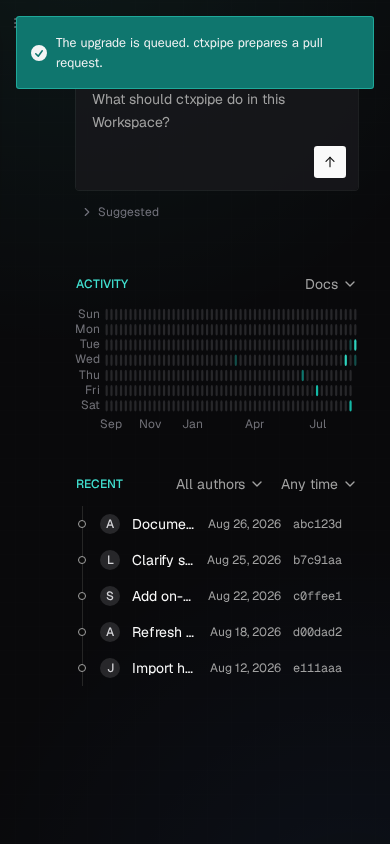 The upgrade is queued. ctxpipe prepares a pull
request.
What should ctxpipe do in this
Workspace?
Suggested
ACTIVITY
Docs
Sun
Mon
Tue
Wed
Thu
Fri
Sat
Sep Nov Jan Apr Jul
RECENT All authors Any time
A Docume... Aug 26, 2026 abc123d
L Clarify s... Aug 25, 2026 b7c91aa
S Add on-... Aug 22, 2026 c0ffee1
A Refresh ... Aug 18, 2026 d00dad2
J Import h... Aug 12, 2026 e111aaa